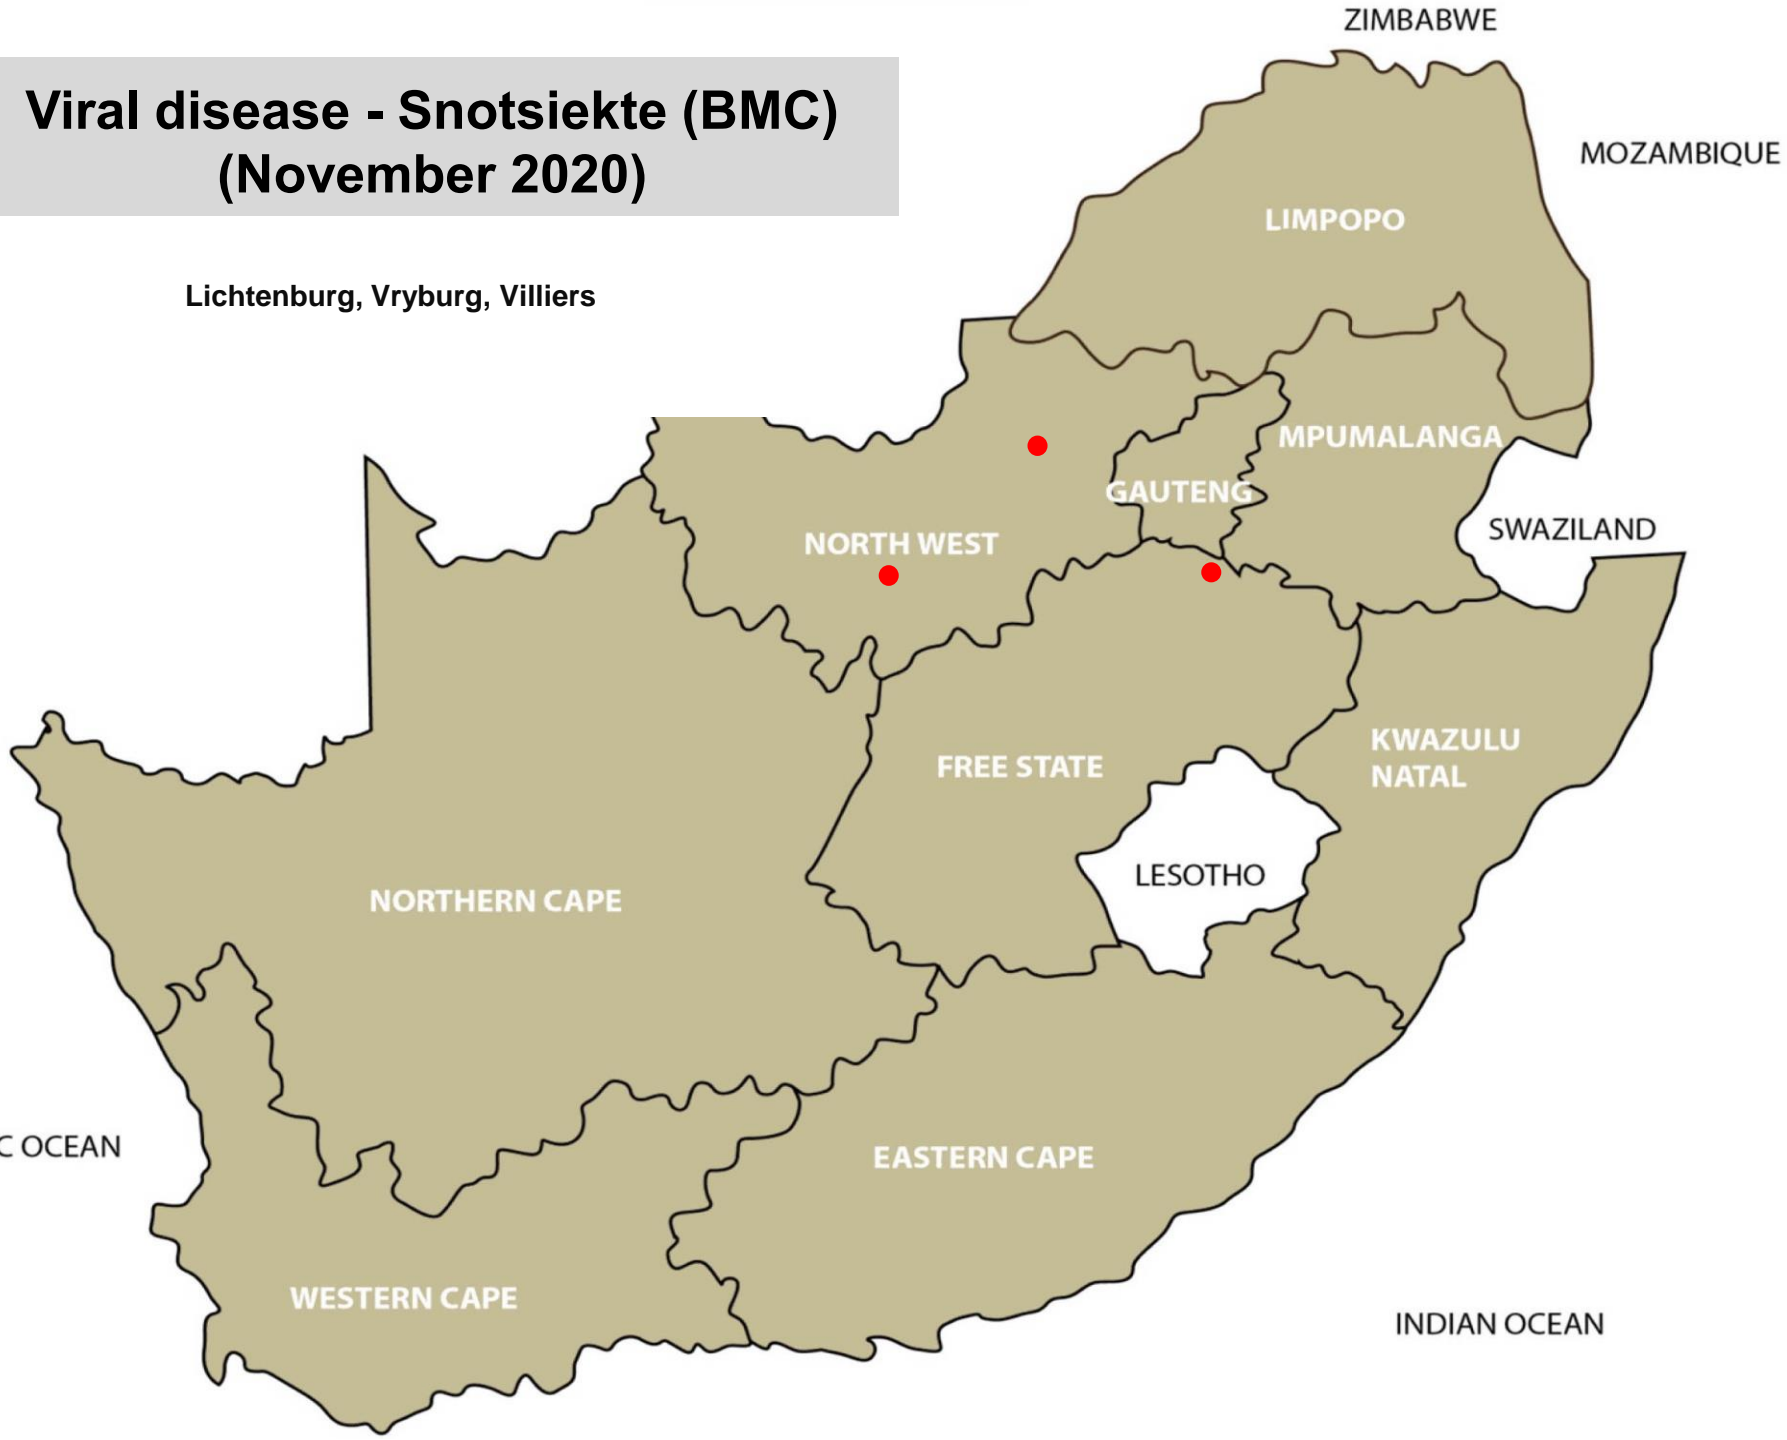 ZIMBABWE
Viral disease - Snotsiekte (BMC)
(November 2020)
MOZAMBIQUE
LIMPOPO
Lichtenburg, Vryburg, Villiers
MPUMALANGA
GAUTENG
SWAZILAND
NORTH WEST
KWAZULU
NATAL
FREE STATE
LESOTHO
NORTHERN CAPE
C OCEAN
EASTERN CAPE
WESTERN CAPE
INDIAN OCEAN